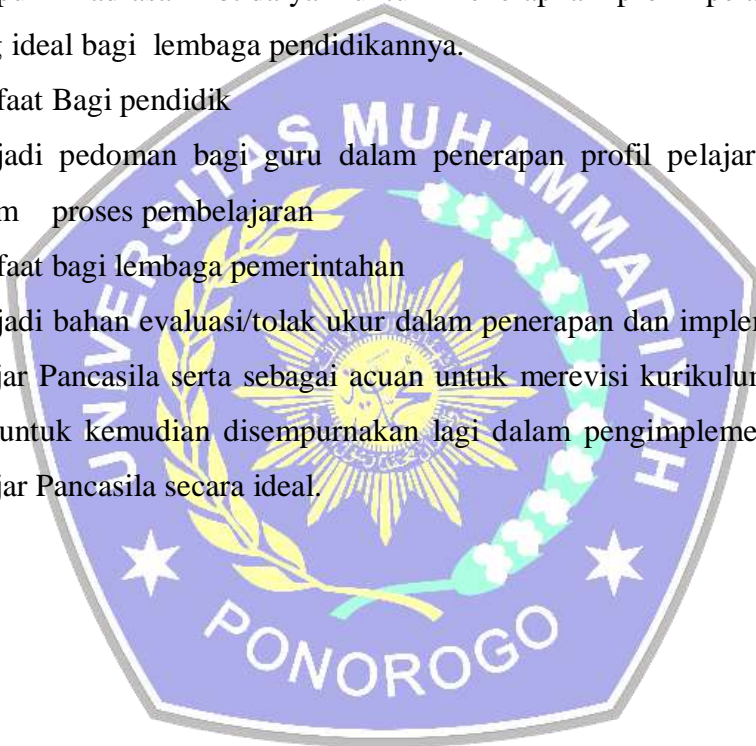 ideal bagi lembaga pendidikannya.
faat Bagi pendidik
jadi pedoman bagi guru dalam penerapan profil pelajar
m proses pembelajaran
faat bagi lembaga pemerintahan
jadi bahan evaluasi/tolak ukur dalam penerapan dan implem
jar Pancasila serta sebagai acuan untuk merevisi kurikulum
untuk kemudian disempurnakan lagi dalam pengimpleme
jar Pancasila secara ideal.
UNIVERSITAS MUHAMMADIYAH
PONOROGO